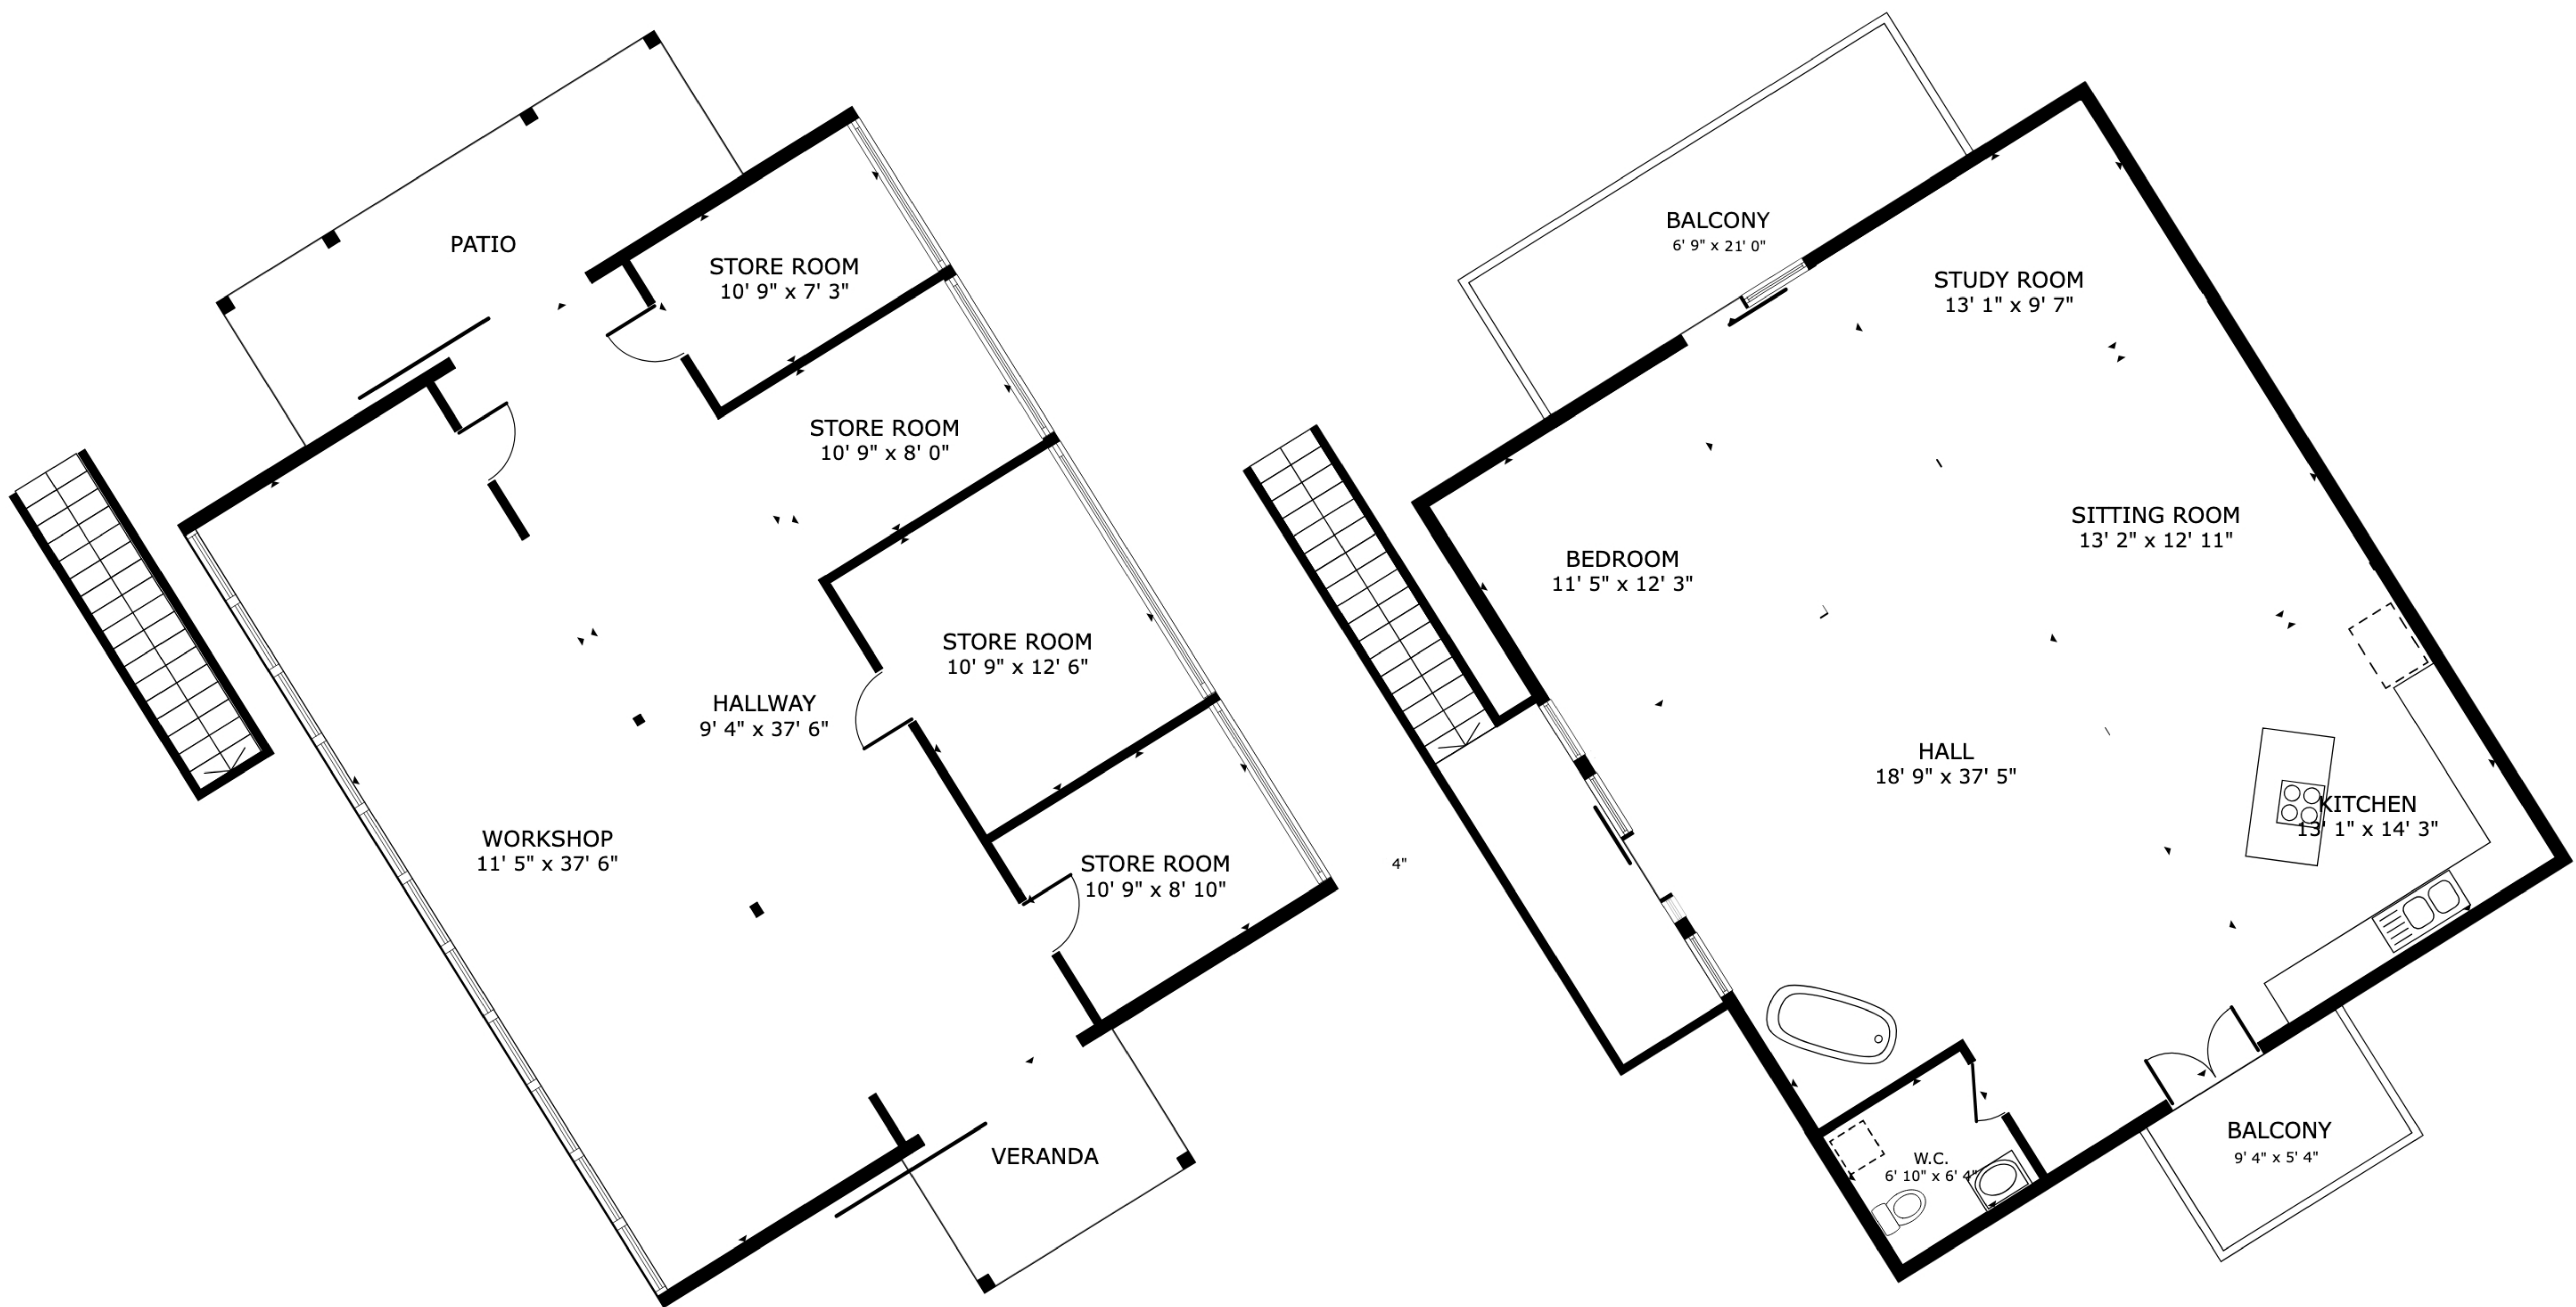 PATIO
STORE ROOM
10' 9" x 7' 3"
STORE ROOM
10' 9" x 8' 0"
STORE ROOM
10' 9" x 12' 6"
HALLWAY
9' 4" x 37' 6"
WORKSHOP
11' 5" x 37' 6"
STORE ROOM
10' 9" x 8' 10"
VERANDA
4"
BALCONY
6' 9" x 21' 0"
STUDY ROOM
13' 1" x 9' 7"
SITTING ROOM
13' 2" x 12' 11"
BEDROOM
11' 5" x 12' 3"
HALL
18' 9" x 37' 5"
KITCHEN
13' 1" x 14' 3"
BALCONY
9' 4" x 5' 4"
W.C.
6' 10" x 6' 4"